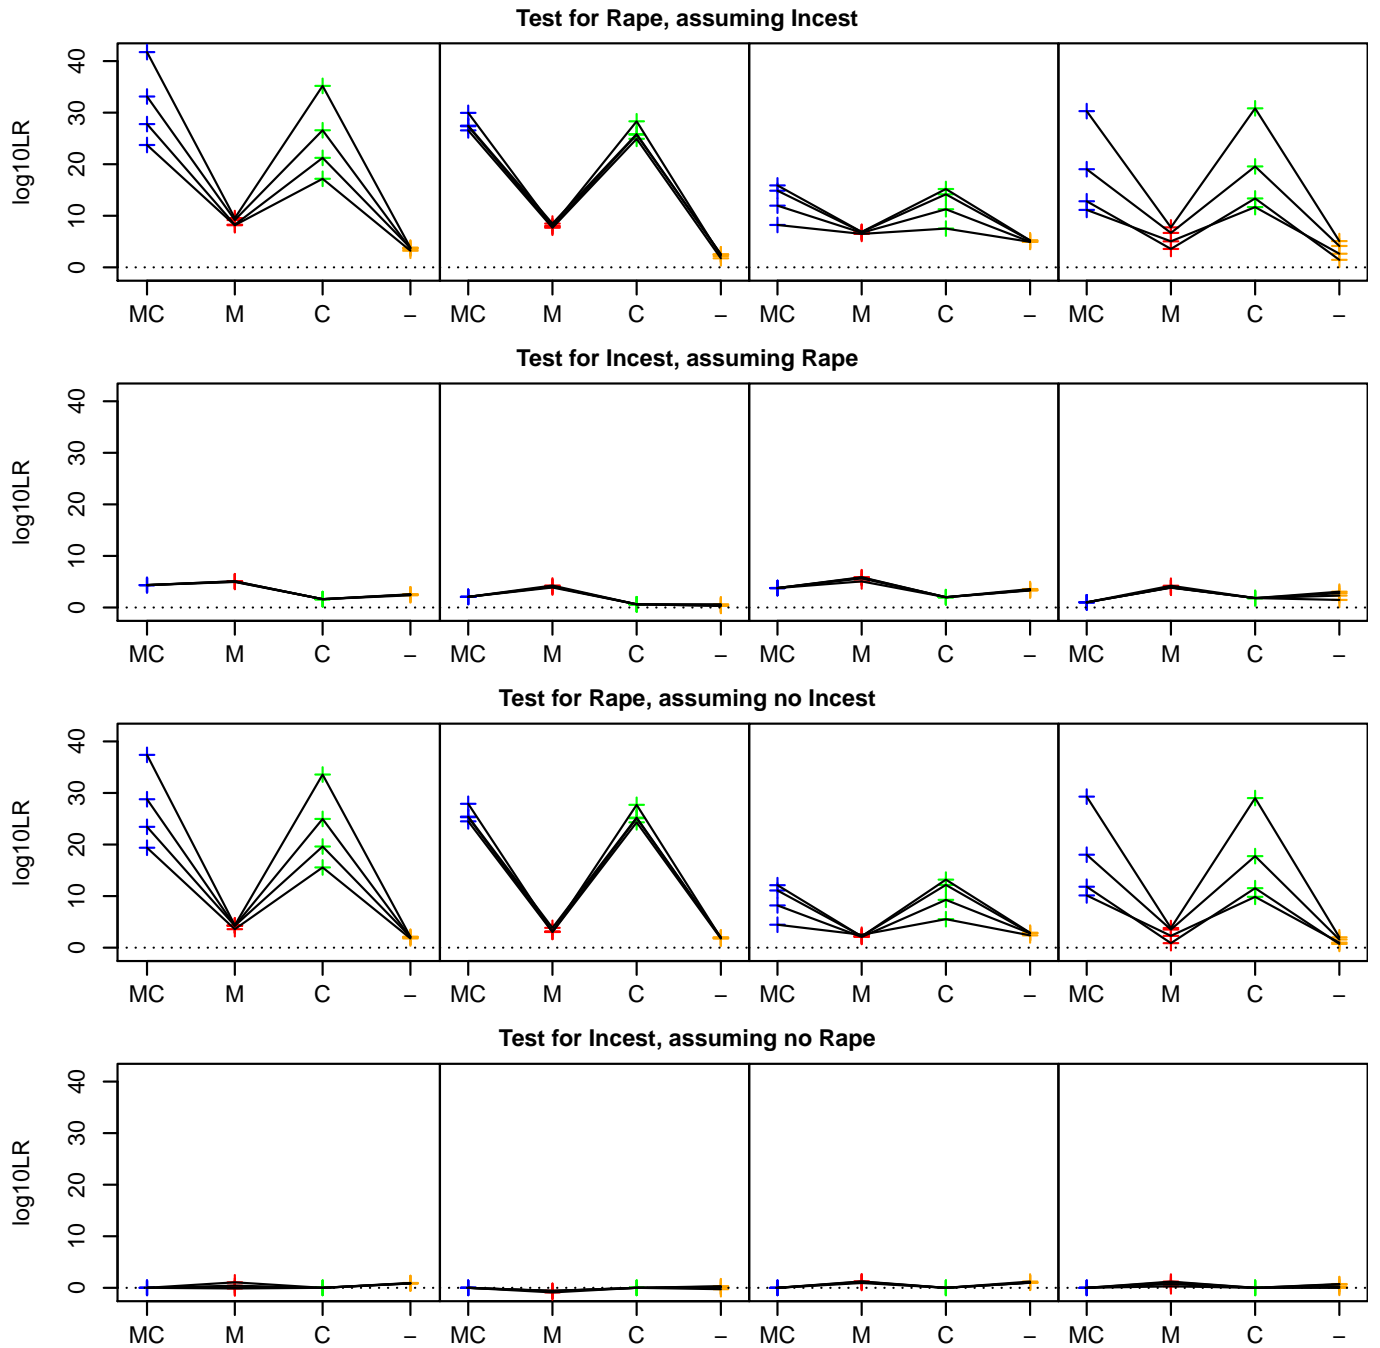 Test for Rape, assuming Incest
log10LR
40
30
20
10
0
MC M C – MC M C – MC M C – MC M C –
Test for Incest, assuming Rape
log10LR
40
30
20
10
0
MC M C – MC M C – MC M C – MC M C –
Test for Rape, assuming no Incest
log10LR
40
30
20
10
0
MC M C – MC M C – MC M C – MC M C –
Test for Incest, assuming no Rape
log10LR
40
30
20
10
0
MC M C – MC M C – MC M C – MC M C –